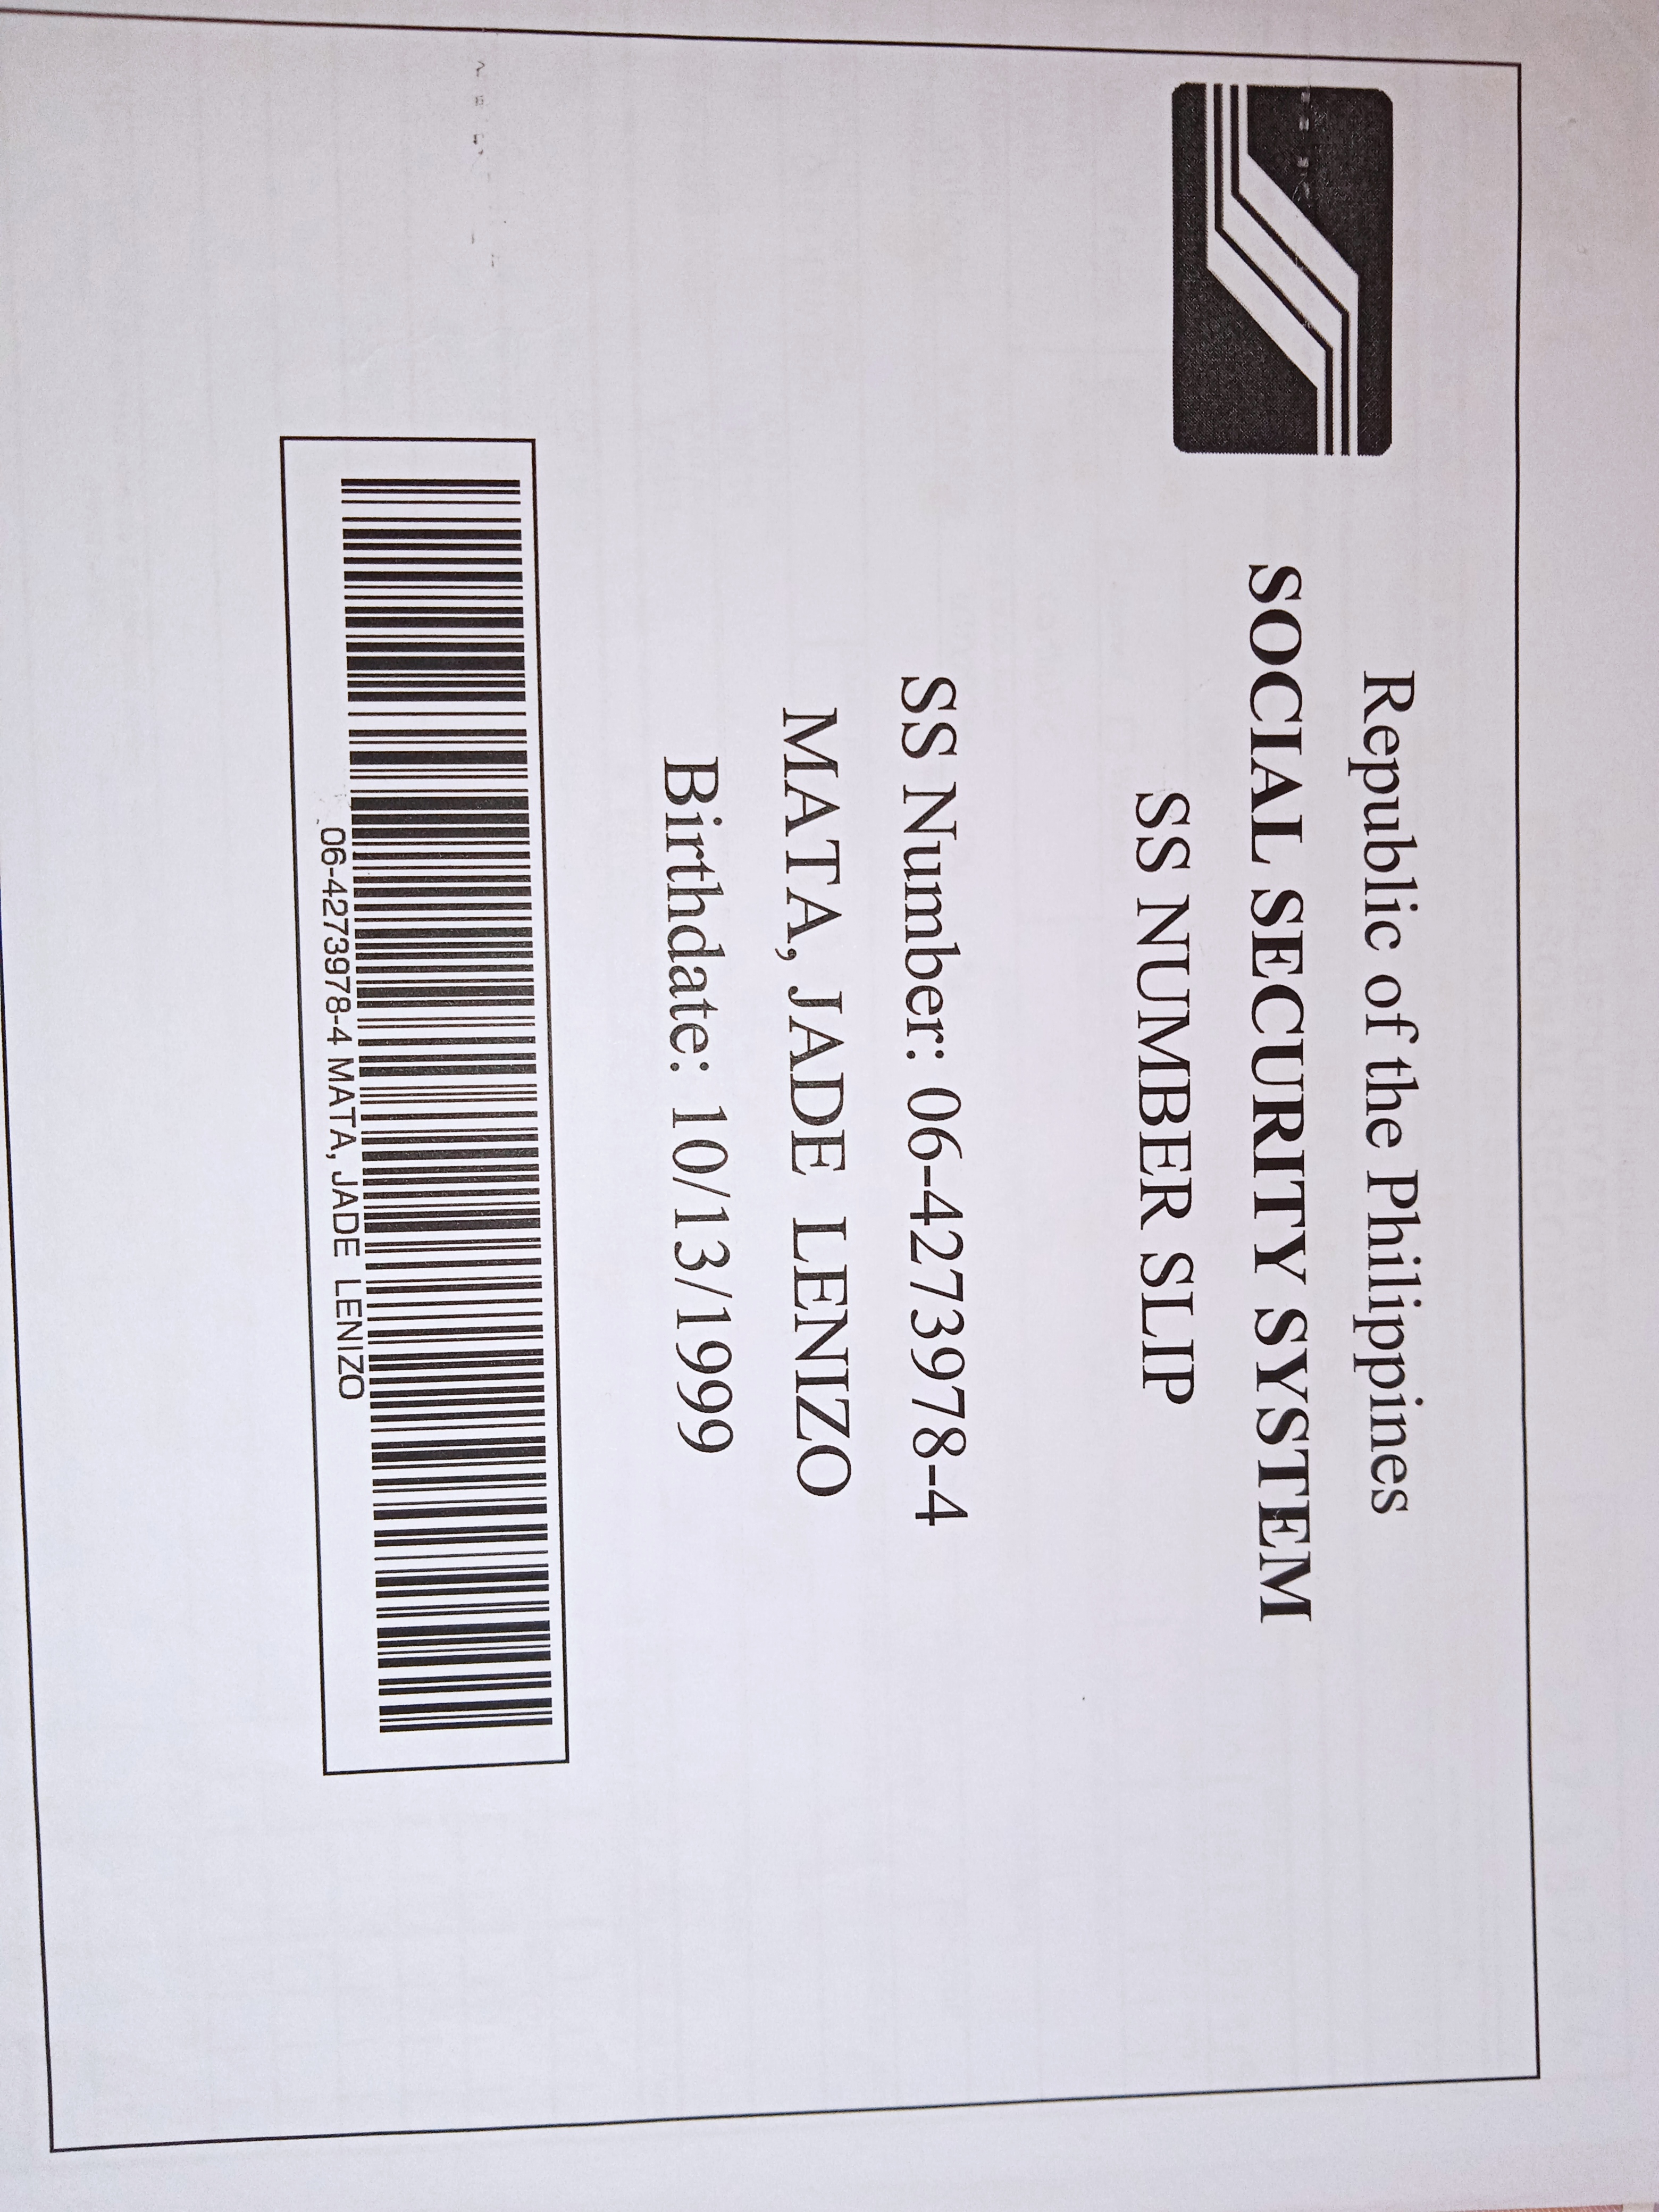 Republic of the Philippines
SOCIAL SECURITY SYSTEM
SS NUMBER SLIP
SS Number: 06-4273978-4
MATA, JADE LENIZO
Birthdate: 10/13/1999
06-4273978-4 MATA, JADE LENIZO